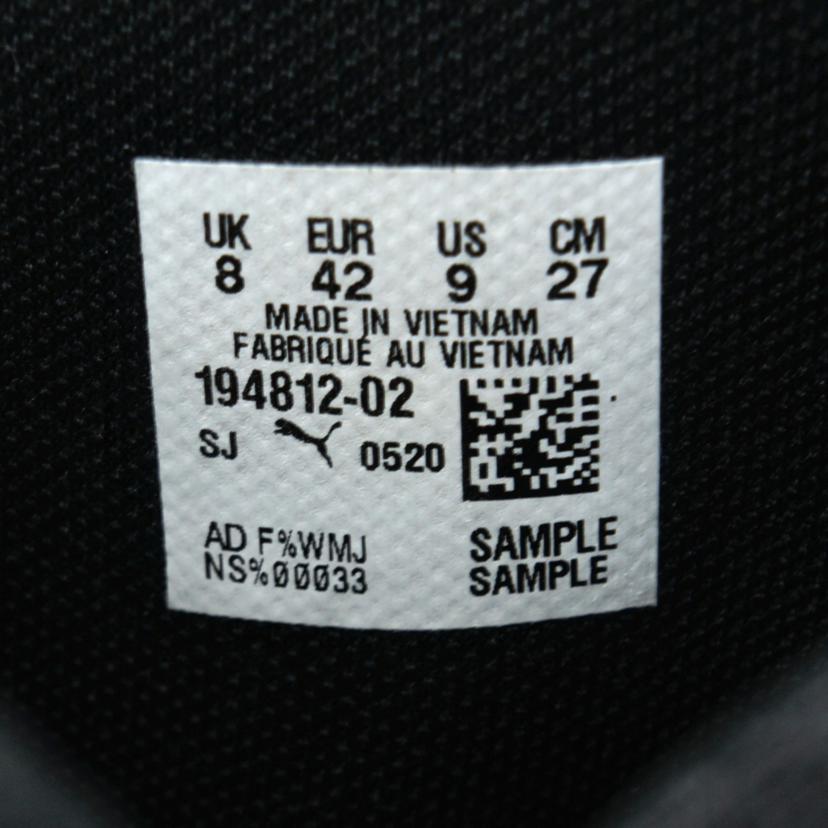 UK EUR US CM
8 42 9 27
MADE IN VIETNAM
FABRIQUÉ AU VIETNAM
194812-02
SJ 0520
AD F%WMJ
NS%00033
SAMPLE
SAMPLE